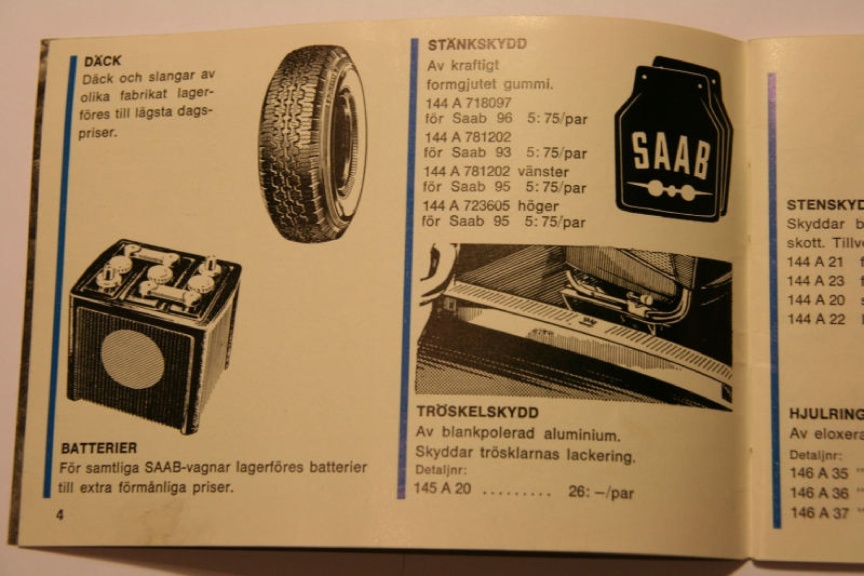 DÄCK
Däck och slangar av
olika fabrikat lager-
föres till lägsta dags-
priser.
BATTERIER
För samtliga SAAB-vagnar lagerföres batterier
till extra förmånliga priser.
4
STÄNKSKYDD
Av kraftigt
formgjutet gummi.
144 A 718097
för Saab 96 5:75/par
144 A 781202
för Saab 93 5:75/par
144 A 781202 vänster
för Saab 95 5:75/par
144 A 723605 höger
för Saab 95 5:75/par
SAAB
TRÖSKELSKYDD
Av blankpolerad aluminium.
Skyddar trösklarnas lackering.
Detaljnr:
145 A 20 ......... 26: –/par
STENSKYD
Skyddar b
skott. Tillv
144 A 21 f
144 A 23 f
144 A 20 s
144 A 22
HJULRING
Av eloxera
Detaljnr:
146 A 35 "
146 A 36 "
146 A 37 "